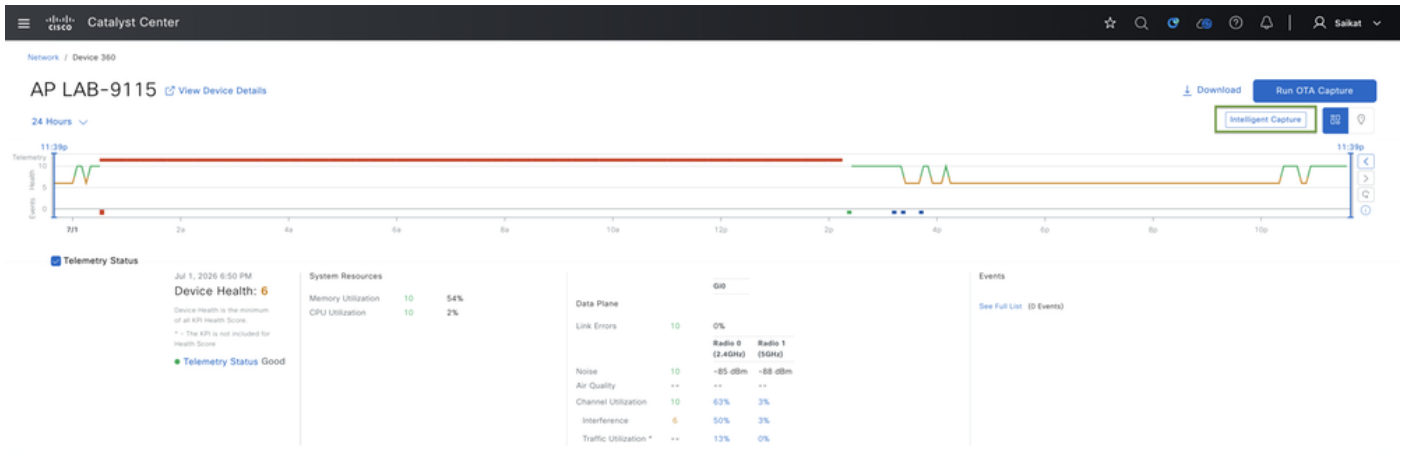 cisco Catalyst Center Saikat
Network / Device 360
AP LAB-9115 View Device Details
Download Run OTA Capture
24 Hours
Intelligent Capture
11:39p 11:39p
Telemetry
Health 10
5
Events 0
7/1 2a 4a 6a 8a 10a 12p 2p 4p 6p 8p 10p
Telemetry Status
Jul 1, 2026 6:50 PM
Device Health: 6
Device Health is the minimum
of all KPI Health Score
* - The KPI is not included for
Health Score
Telemetry Status Good
System Resources
Memory Utilization 10 54%
CPU Utilization 10 2%
Gi0
Data Plane
Link Errors 10 0%
Radio 0 Radio 1
(2.4GHz) (5GHz)
Noise 10 -85 dBm -88 dBm
Air Quality -- -- --
Channel Utilization 10 63% 3%
Interference 6 50% 3%
Traffic Utilization * -- 13% 0%
Events
See Full List (0 Events)